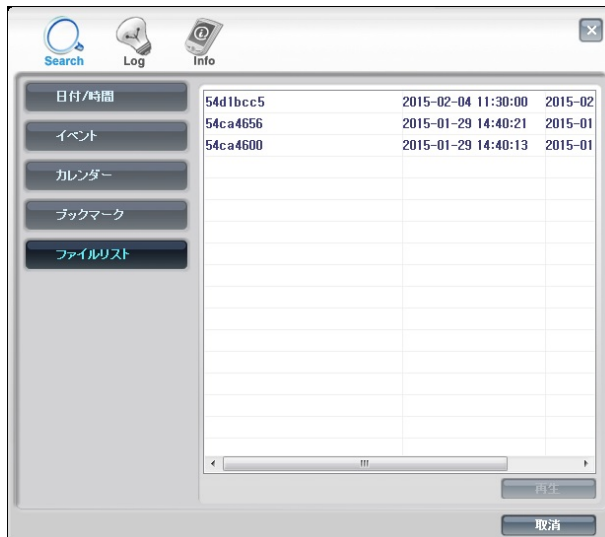 Search Log Info
日付/時間
イベント
カレンダー
ブックマーク
ファイルリスト
54d1bcc5 2015-02-04 11:30:00 2015-02
54ca4656 2015-01-29 14:40:21 2015-01
54ca4600 2015-01-29 14:40:13 2015-01
再生
取消